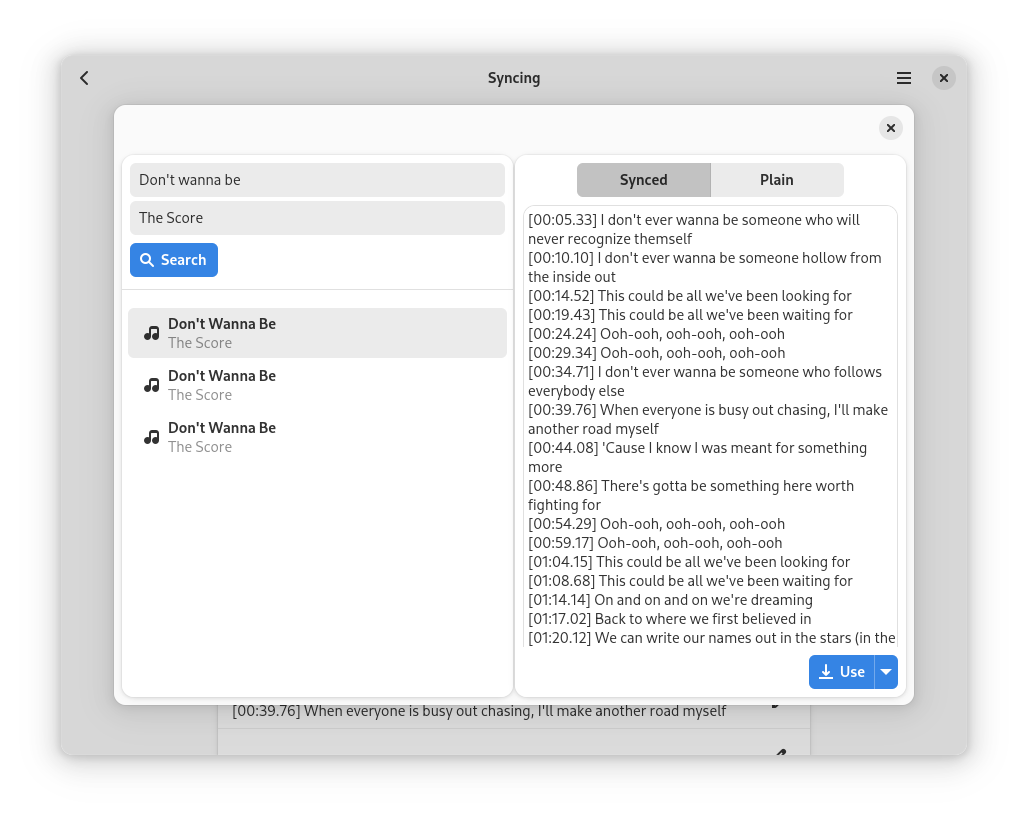 Syncing
Don't wanna be
The Score
Search
Don't Wanna Be
The Score
Don't Wanna Be
The Score
Don't Wanna Be
The Score
Synced
Plain
[00:05.33] I don't ever wanna be someone who will
never recognize themself
[00:10.10] I don't ever wanna be someone hollow from
the inside out
[00:14.52] This could be all we've been looking for
[00:19.43] This could be all we've been waiting for
[00:24.24] Ooh-ooh, ooh-ooh, ooh-ooh
[00:29.34] Ooh-ooh, ooh-ooh, ooh-ooh
[00:34.71] I don't ever wanna be someone who follows
everybody else
[00:39.76] When everyone is busy out chasing, I'll make
another road myself
[00:44.08] 'Cause I know I was meant for something
more
[00:48.86] There's gotta be something here worth
fighting for
[00:54.29] Ooh-ooh, ooh-ooh, ooh-ooh
[00:59.17] Ooh-ooh, ooh-ooh, ooh-ooh
[01:04.15] This could be all we've been looking for
[01:08.68] This could be all we've been waiting for
[01:14.14] On and on and on we're dreaming
[01:17.02] Back to where we first believed in
[01:20.12] We can write our names out in the stars (in the
Use
[00:39.76] When everyone is busy out chasing, I'll make another road myself